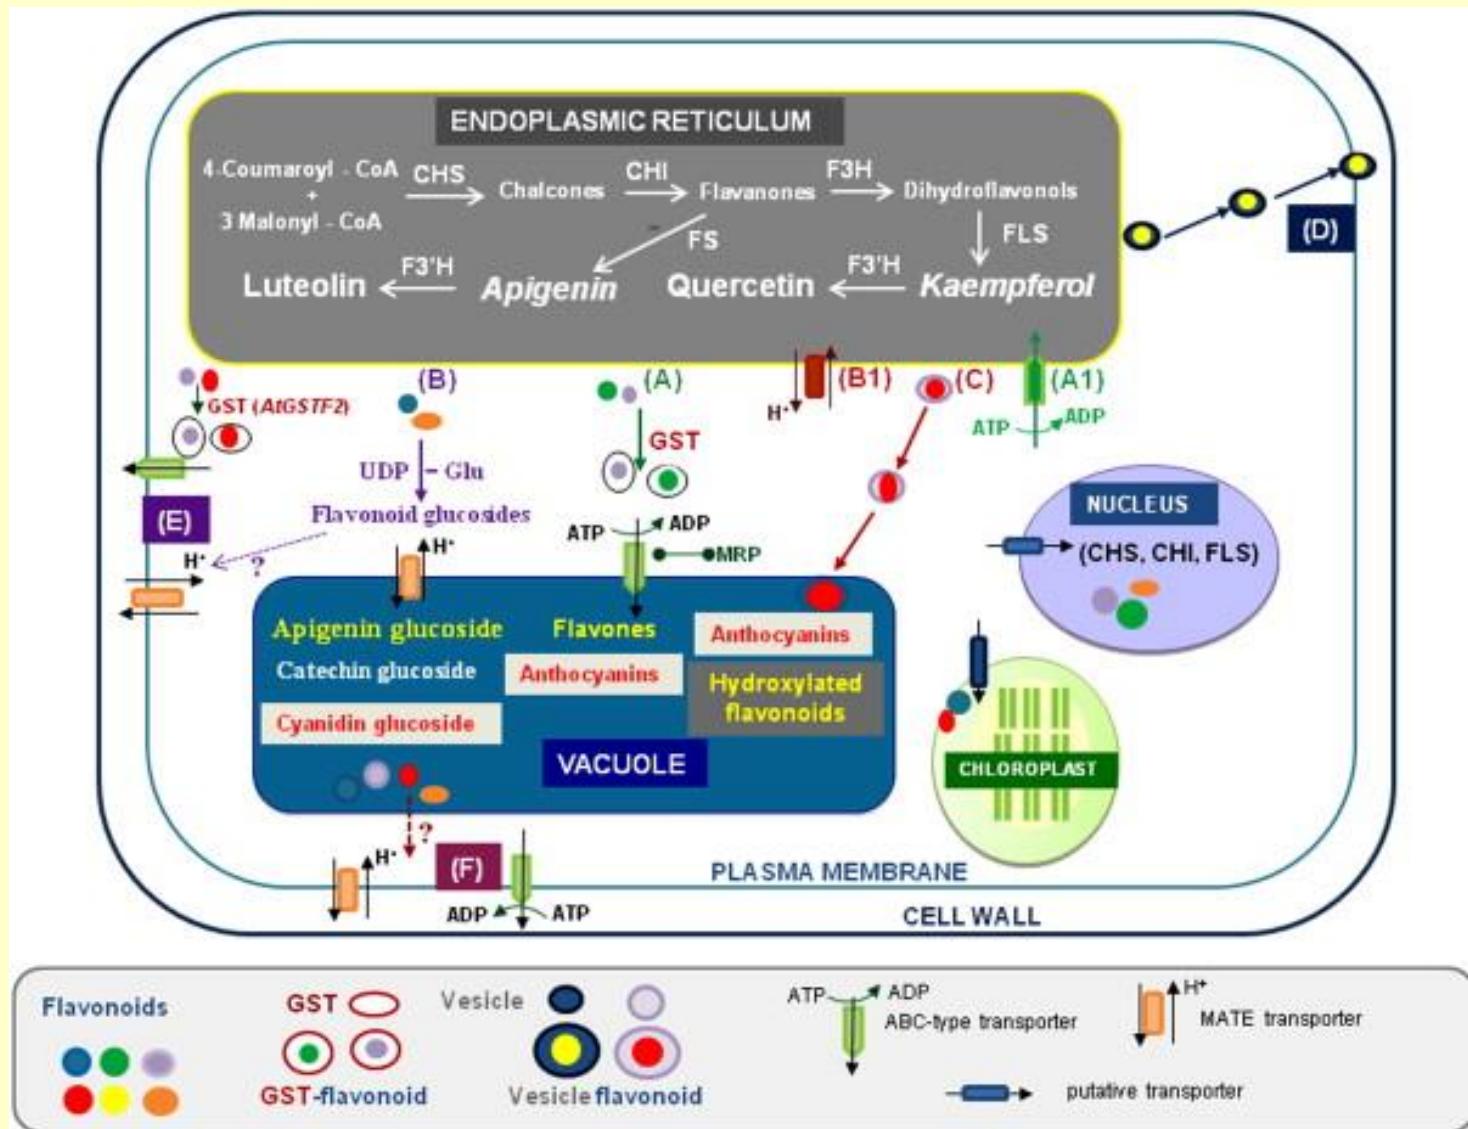 ENDOPLASMIC RETICULUM
4-Coumaroyl - CoA
+
3 Malonyl - CoA
CHS
Chalcones
CHI
Flavanones
F3H
Dihydroflavonols
FS
FLS
Luteolin
F3'H
Apigenin
Quercetin
F3'H
Kaempferol
(D)
GST (AtGSTF2)
(B)
(A)
(B1)
H+
(C)
(A1)
ATP
ADP
GST
UDP - Glu
Flavonoid glucosides
(E)
H+
?
H+
ATP
ADP
MRP
NUCLEUS
(CHS, CHI, FLS)
Apigenin glucoside
Catechin glucoside
Cyanidin glucoside
Flavones
Anthocyanins
Anthocyanins
Hydroxylated
flavonoids
VACUOLE
CHLOROPLAST
?
H+
(F)
ADP
ATP
PLASMA MEMBRANE
CELL WALL
Flavonoids
GST
GST-flavonoid
Vesicle
Vesicle flavonoid
ATP
ADP
ABC-type transporter
H+
MATE transporter
putative transporter